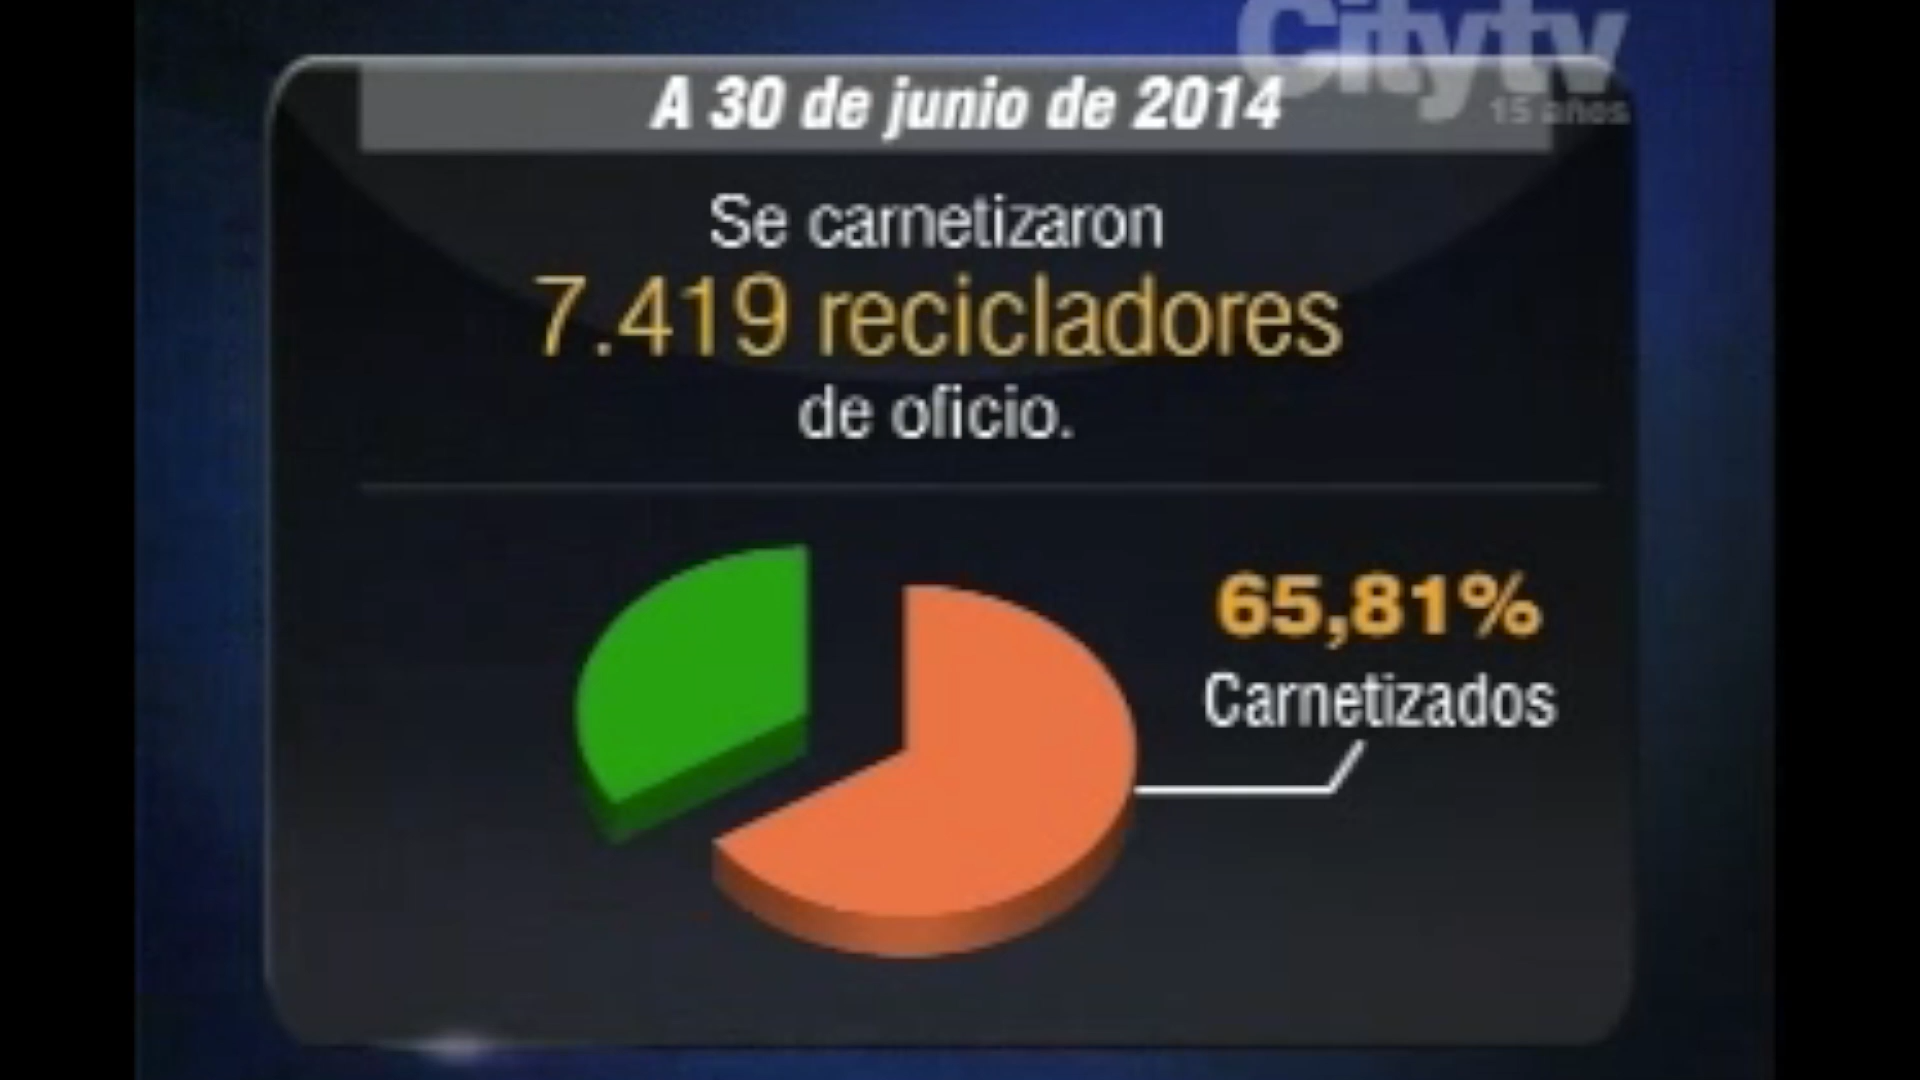 Citytv
15 años
A 30 de junio de 2014
Se carnetizaron
7.419 recicladores
de oficio.
65,81%
Carnetizados